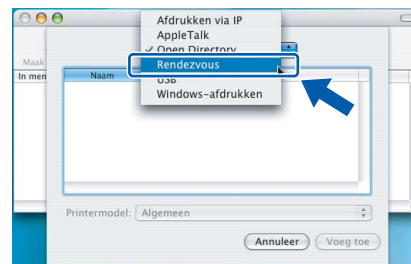 Afdrukken via IP
AppleTalk
✓ Open Directory
Rendezvous
USB
Windows-afdrukken
Maak
In men
Naam
Printermodel: Algemeen
Annuleer
Voeg toe